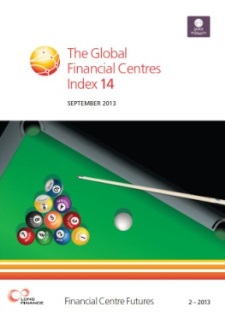 The Global
Financial Centres
Index 14
SEPTEMBER 2013
LONG
FINANCE
Financial Centre Futures
2 – 2013